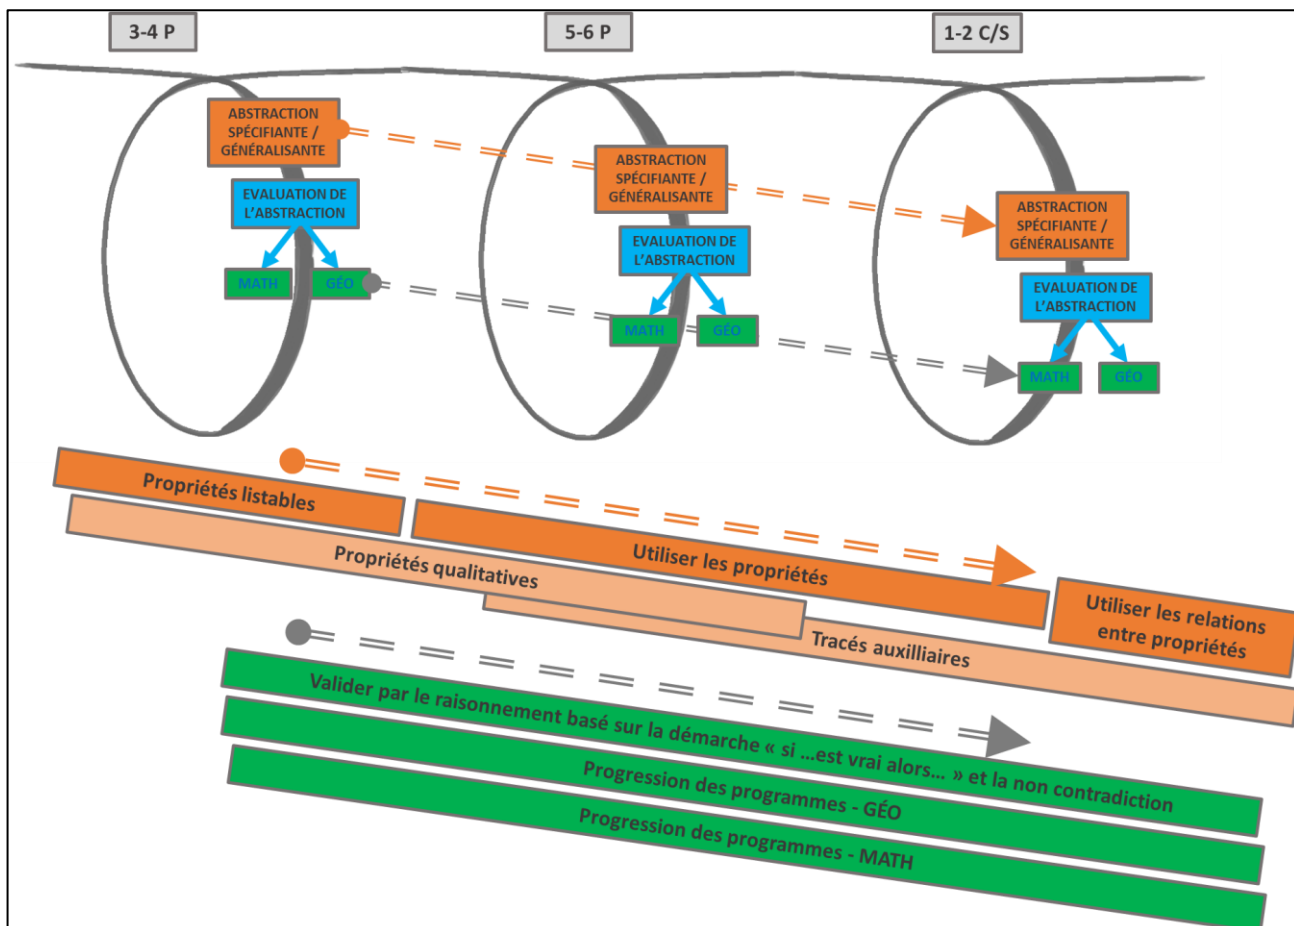 3-4 P
5-6 P
1-2 C/S
ABSTRACTION
SPÉCIFIANTE /
GÉNÉRALISANTE
EVALUATION DE
L'ABSTRACTION
MATH
GÉO
ABSTRACTION
SPÉCIFIANTE /
GÉNÉRALISANTE
EVALUATION DE
L'ABSTRACTION
MATH
GÉO
ABSTRACTION
SPÉCIFIANTE /
GÉNÉRALISANTE
EVALUATION DE
L'ABSTRACTION
MATH
GÉO
Propriétés listables
Utiliser les propriétés
Utiliser les relations
entre propriétés
Propriétés qualitatives
Tracés auxilliaires
Valider par le raisonnement basé sur la démarche « si ...est vrai alors... » et la non contradiction
Progression des programmes - GÉO
Progression des programmes - MATH